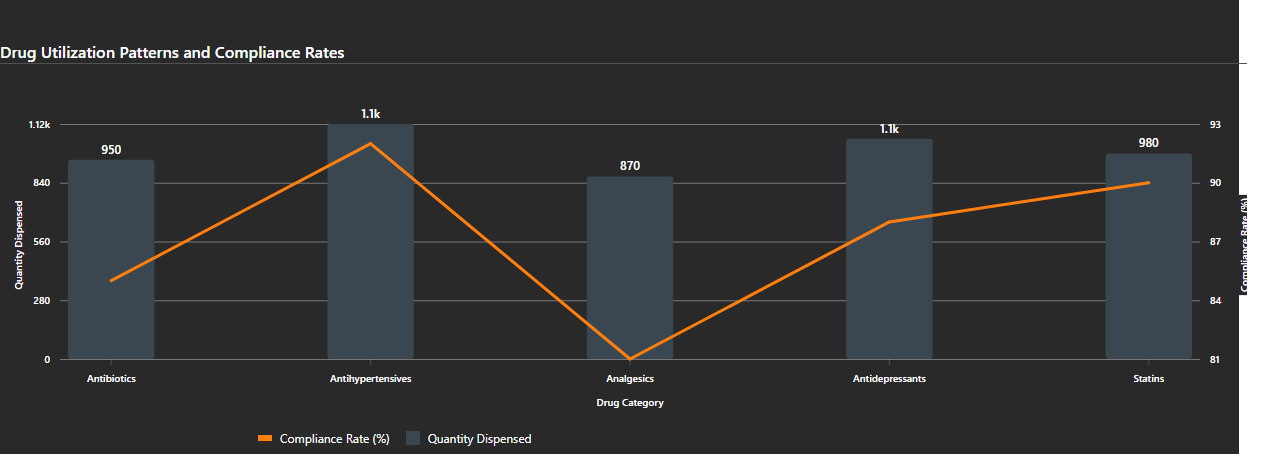 Drug Utilization Patterns and Compliance Rates
1.12k
840
560
280
0
Quantity Dispensed
950
1.1k
870
1.1k
980
93
90
87
84
81
Compliance Rate (%)
Antibiotics
Antihypertensives
Analgesics
Antidepressants
Statins
Drug Category
Compliance Rate (%)
Quantity Dispensed